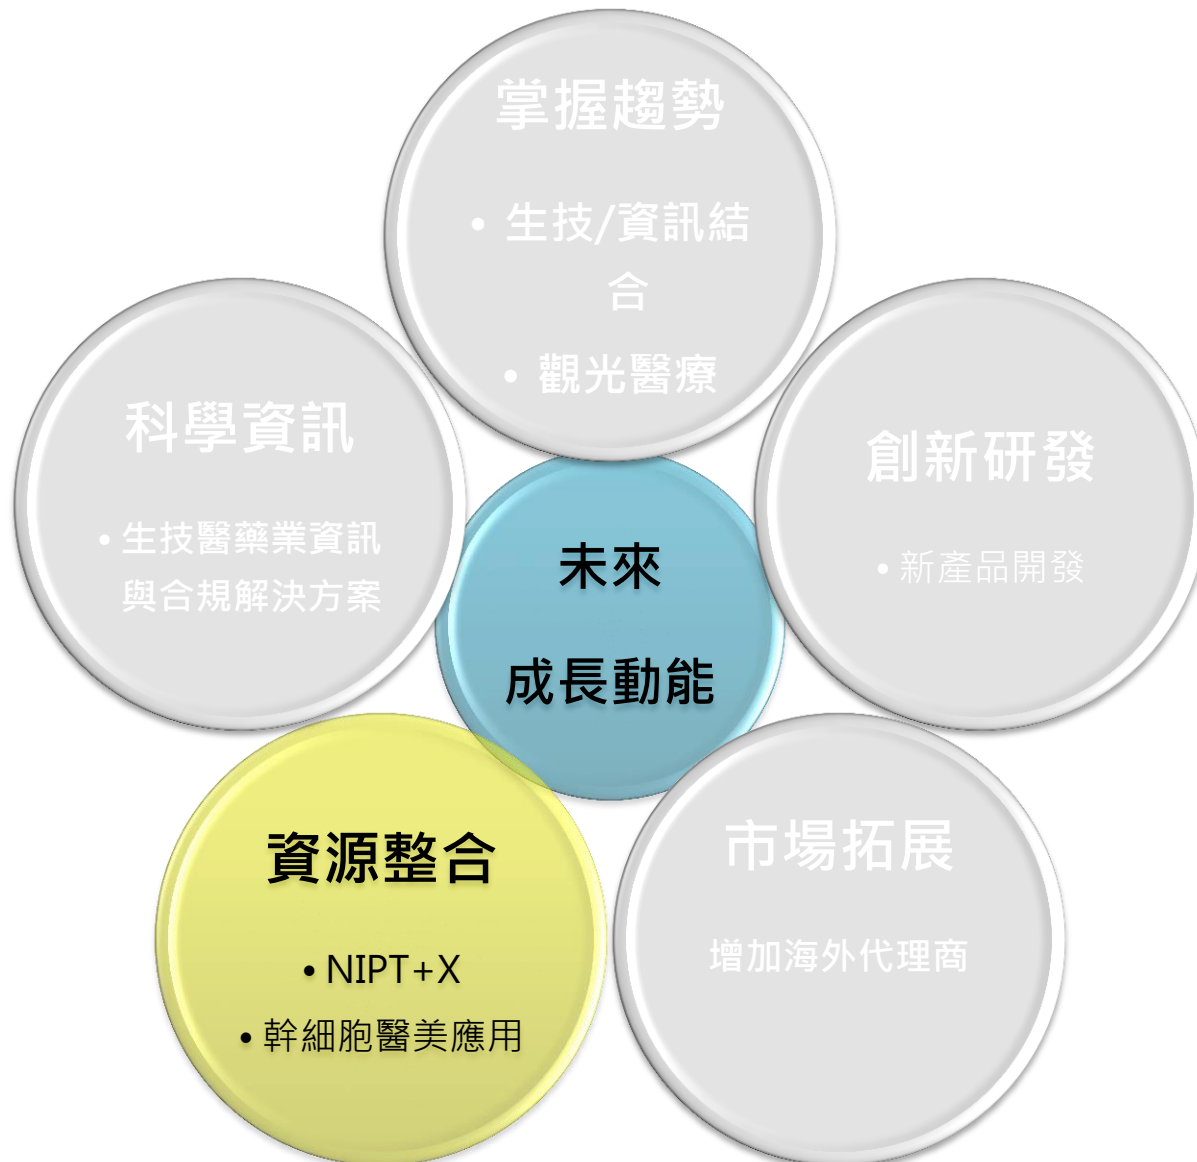 掌握趨勢
• 生技/資訊結
合
• 觀光醫療
科學資訊
• 生技醫藥業資訊
與合規解決方案
創新研發
• 新產品開發
未來
成長動能
資源整合
• NIPT+X
• 幹細胞醫美應用
市場拓展
增加海外代理商